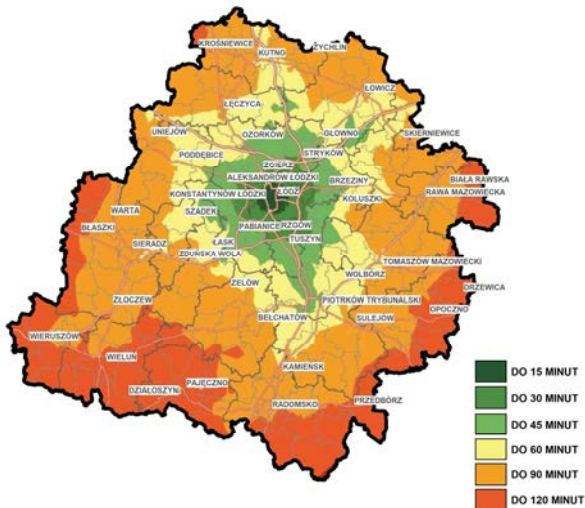 KROŚNIEWICE
ŻYCHLIN
KUTNO
ŁOWICZ
ŁĘCZYCA
UNIEJÓW
OZORKÓW
GŁOWNO
SKIERNIEWICE
STRYKÓW
PODDĘBICE
ZGIERZ
ALEKSANDRÓW ŁÓDZKI
BRZEZINY
BIAŁA RAWSKA
RAWA MAZOWIECKA
KONSTANTYNÓW ŁÓDZKI
ŁÓDŹ
KOLUSZKI
WARTA
SZADEK
BŁASZKI
PABIANICE
RZGÓW
SIERADZ
ŁASK
TUSZYN
ZDUŃSKA WOLA
TOMASZÓW MAZOWIECKI
WOLBÓRZ
ZELÓW
DRZEWICA
ZŁOCZEW
PIOTRKÓW TRYBUNALSKI
OPOCZNO
BEŁCHATÓW
SULEJÓW
WIERUSZÓW
WIELUŃ
KAMIEŃSK
PAJĘCZNO
DZIAŁOSZYN
RADOMSKO
PRZEDBÓRZ
DO 15 MINUT
DO 30 MINUT
DO 45 MINUT
DO 60 MINUT
DO 90 MINUT
DO 120 MINUT